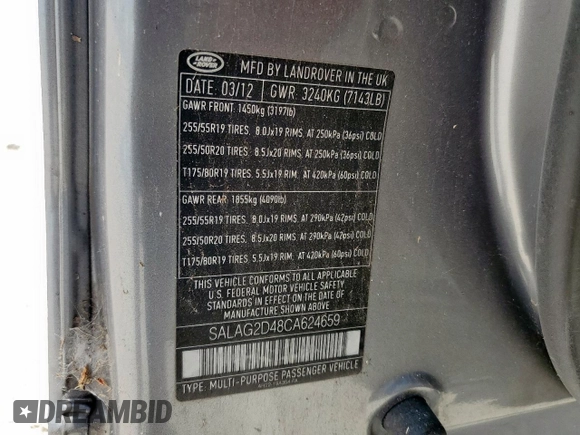 LAND ROVER
MFD BY LANDROVER IN THE UK
DATE: 03/12 GWR: 3240KG (7143LB)
GAWR FRONT: 1450kg (3197lb)
255/55R19 TIRES. 8.0Jx19 RIMS. AT 250kPa (36psi) COLD
255/50R20 TIRES. 8.5Jx20 RIMS. AT 250kPa (36psi) COLD
T175/80R19 TIRES. 5.5Jx19 RIM. AT 420kPa (60psi) COLD
GAWR REAR: 1855kg (4090lb)
255/55R19 TIRES. 8.0Jx19 RIMS. AT 290kPa (42psi) COLD
255/50R20 TIRES. 8.5Jx20 RIMS. AT 290kPa (42psi) COLD
T175/80R19 TIRES. 5.5Jx19 RIM. AT 420kPa (60psi) COLD
THIS VEHICLE CONFORMS TO ALL APPLICABLE
U.S. FEDERAL MOTOR VEHICLE SAFETY
STANDARDS IN EFFECT ON THE DATE OF
MANUFACTURE SHOWN ABOVE
SALAG2D48CA624659
TYPE: MULTI-PURPOSE PASSENGER VEHICLE
DREAMBID